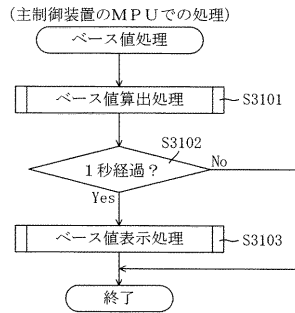 (主制御装置のＭＰＵでの処理)
ベース値処理
ベース値算出処理
S3101
S3102
１秒経過？
No
Yes
ベース値表示処理
S3103
終了